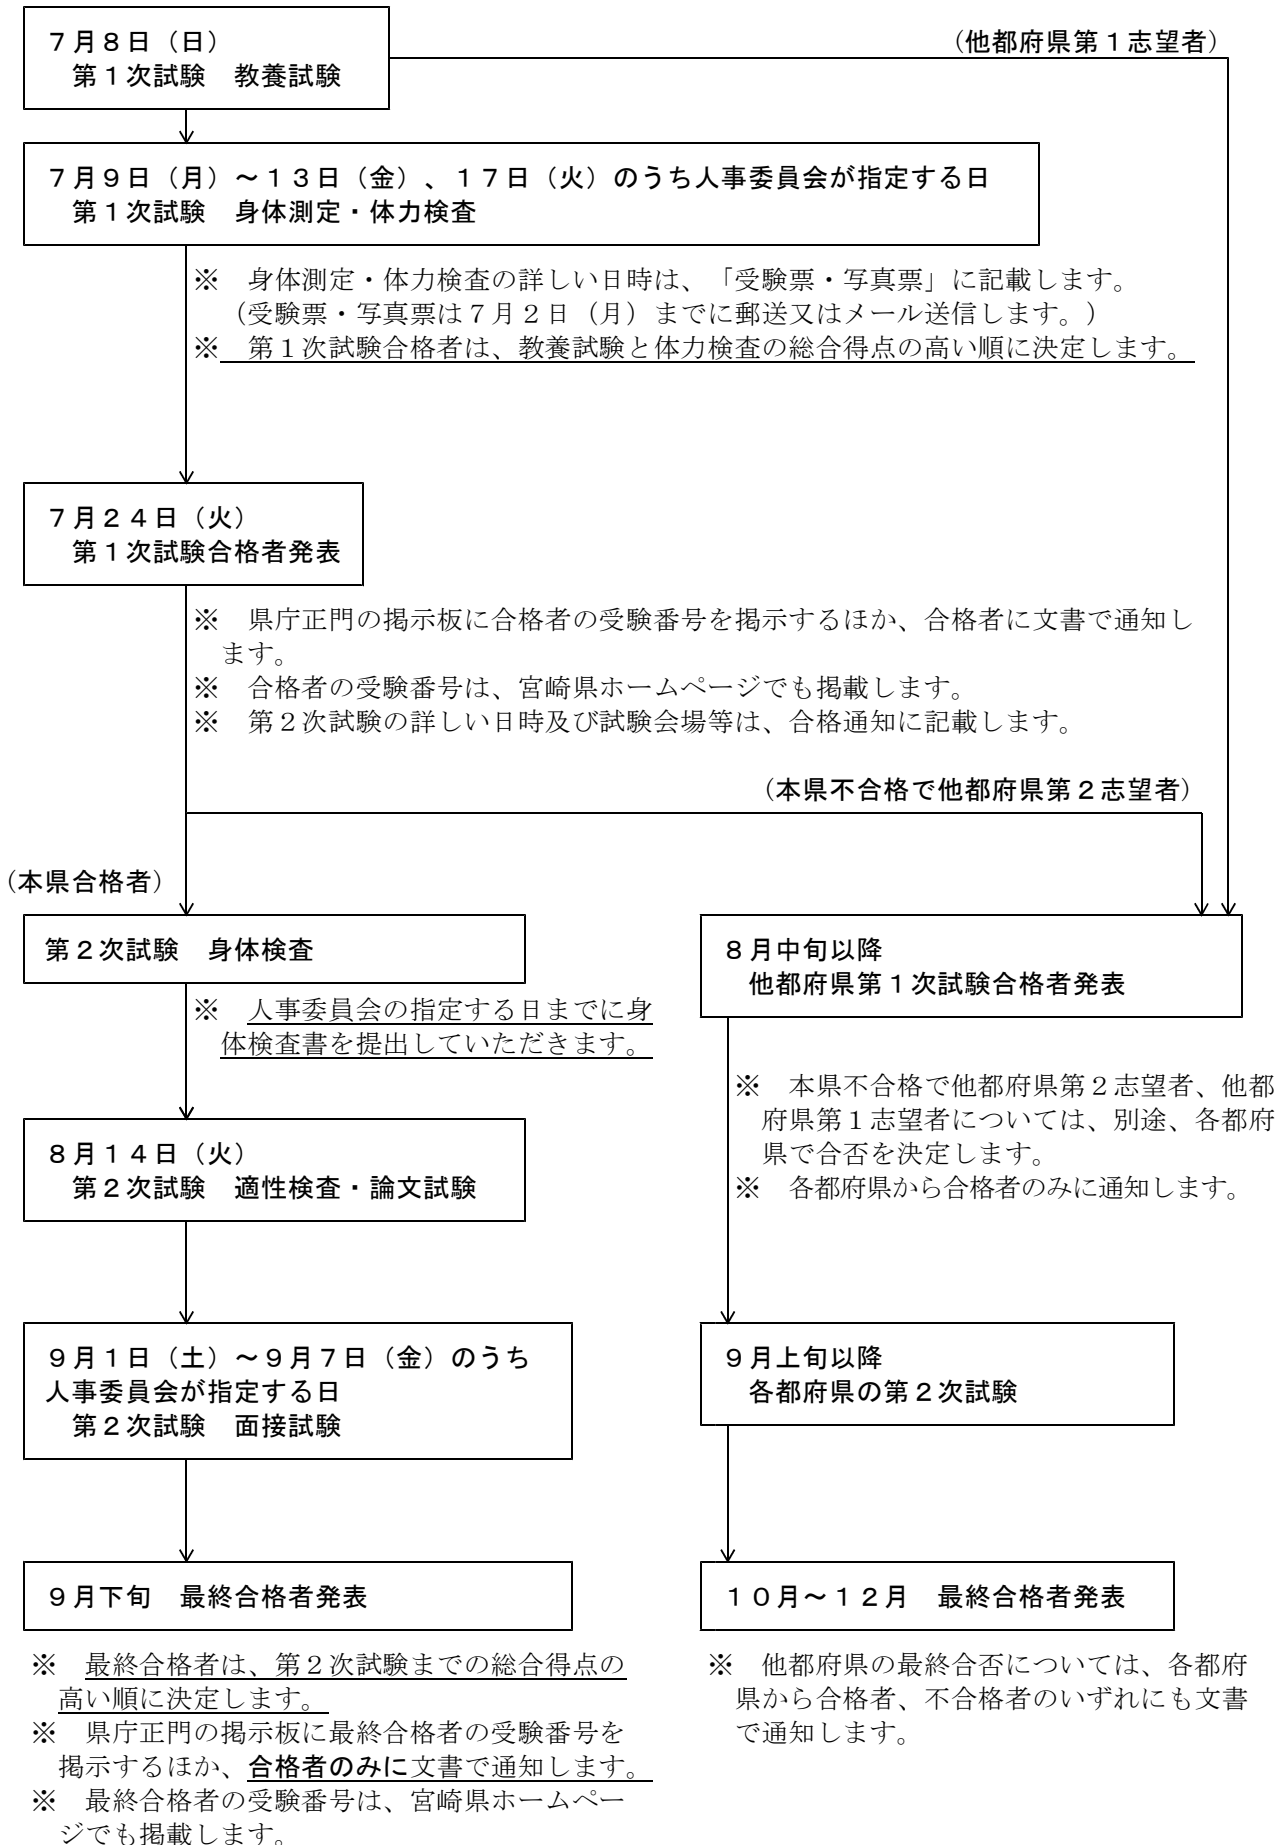 ７月８日（日）
第１次試験　教養試験
（他都府県第１志望者）
７月９日（月）～１３日（金）、１７日（火）のうち人事委員会が指定する日
第１次試験　身体測定・体力検査
※　身体測定・体力検査の詳しい日時は、「受験票・写真票」に記載します。
（受験票・写真票は７月２日（月）までに郵送又はメール送信します。）
※　第１次試験合格者は、教養試験と体力検査の総合得点の高い順に決定します。
７月２４日（火）
第１次試験合格者発表
※　県庁正門の掲示板に合格者の受験番号を掲示するほか、合格者に文書で通知し
ます。
※　合格者の受験番号は、宮崎県ホームページでも掲載します。
※　第２次試験の詳しい日時及び試験会場等は、合格通知に記載します。
（本県不合格で他都府県第２志望者）
（本県合格者）
第２次試験　身体検査
※　人事委員会の指定する日までに身
体検査書を提出していただきます。
８月１４日（火）
第２次試験　適性検査・論文試験
９月１日（土）～９月７日（金）のうち
人事委員会が指定する日
第２次試験　面接試験
９月下旬　最終合格者発表
※　最終合格者は、第２次試験までの総合得点の
高い順に決定します。
※　県庁正門の掲示板に最終合格者の受験番号を
掲示するほか、合格者のみに文書で通知します。
※　最終合格者の受験番号は、宮崎県ホームペー
ジでも掲載します。
８月中旬以降
他都府県第１次試験合格者発表
※　本県不合格で他都府県第２志望者、他都
府県第１志望者については、別途、各都府
県で合否を決定します。
※　各都府県から合格者のみに通知します。
９月上旬以降
各都府県の第２次試験
１０月～１２月　最終合格者発表
※　他都府県の最終合否については、各都府
県から合格者、不合格者のいずれにも文書
で通知します。